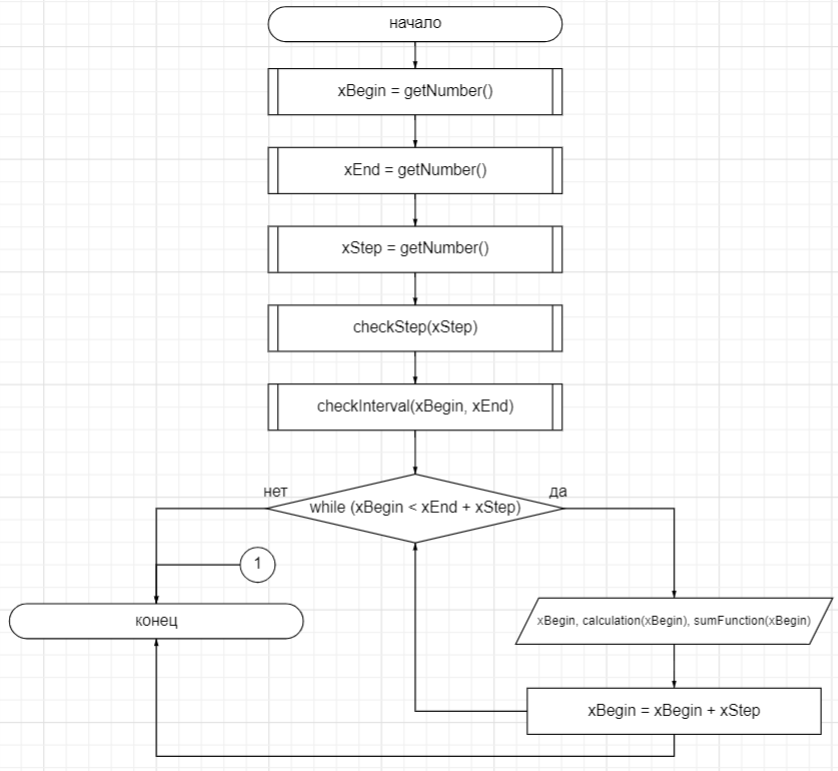 начало
xBegin = getNumber()
xEnd = getNumber()
xStep = getNumber()
checkStep(xStep)
checkInterval(xBegin, xEnd)
нет
да
while (xBegin < xEnd + xStep)
1
конец
xBegin, calculation(xBegin), sumFunction(xBegin)
xBegin = xBegin + xStep